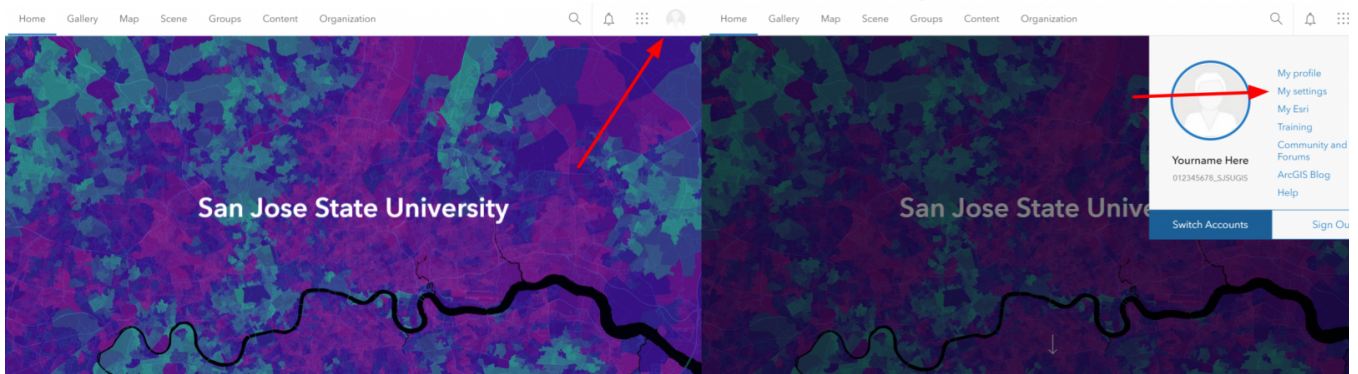 Home Gallery Map Scene Groups Content Organization
San Jose State University
Home Gallery Map Scene Groups Content Organization
San Jose State Unive
My profile
My settings
My Esri
Training
Community and
Forums
ArcGIS Blog
Help
Yourname Here
012345678_SJSUGIS
Switch Accounts
Sign Ou